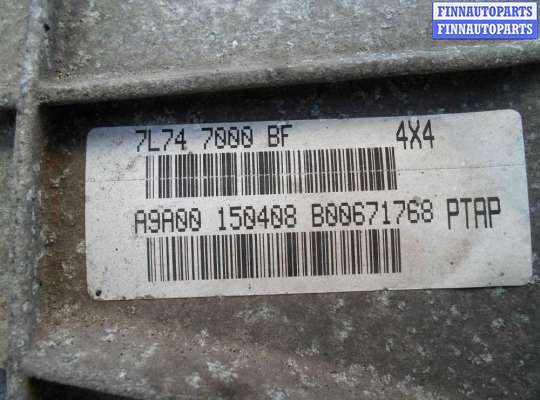 FINNAUTOPARTS
FINNAUTOPARTS
7L74 7000 BF 4X4
A9A00 150408 B00671768 PTAP